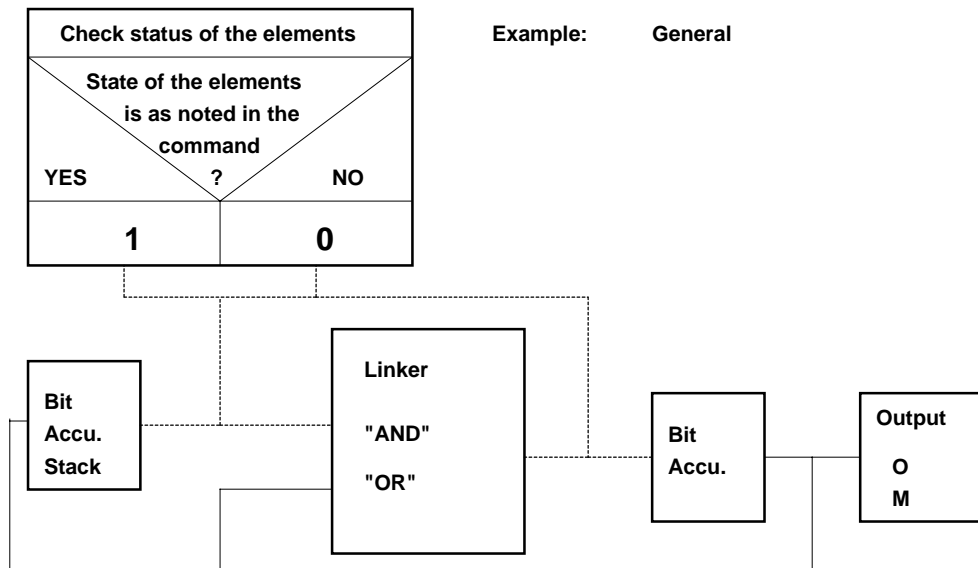 Check status of the elements
Example: General
State of the elements
is as noted in the
command
YES ? NO
1 0
Bit
Accu.
Stack
Linker
"AND"
"OR"
Bit
Accu.
Output
O
M